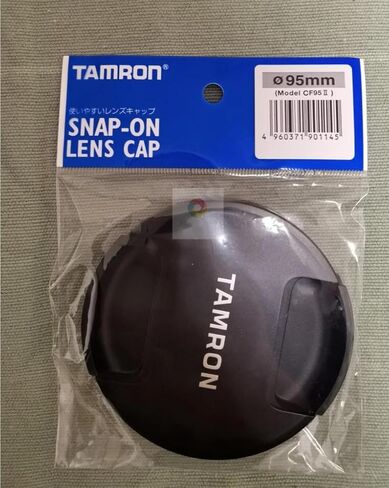 TAMRON®
ø95mm
(Model CF95Ⅱ)
4 960371 901145
使いやすいレンズキャップ
SNAP-ON
LENS CAP
TAMRON